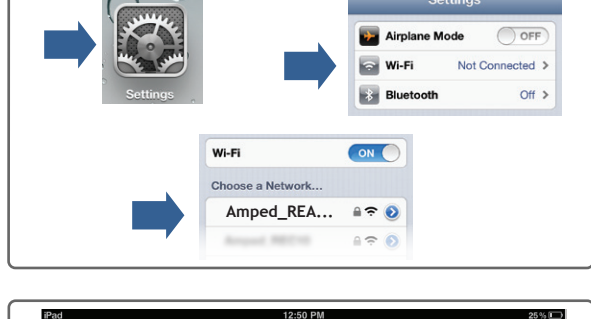 Settings
Settings
Airplane Mode OFF
Wi-Fi Not Connected >
Bluetooth Off >
Wi-Fi ON
Choose a Network...
Amped_REA...
iPad 12:50 PM 25%